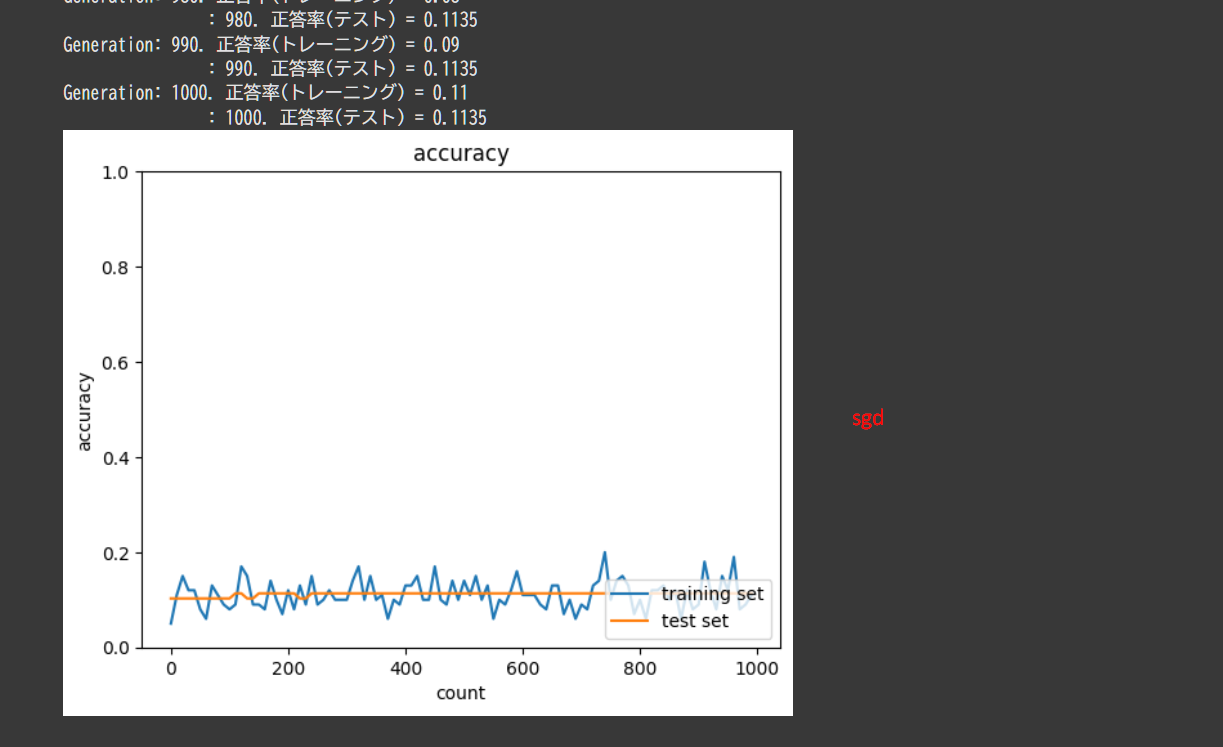 : 980. 正答率(テスト) = 0.1135
Generation: 990. 正答率(トレーニング) = 0.09
: 990. 正答率(テスト) = 0.1135
Generation: 1000. 正答率(トレーニング) = 0.11
: 1000. 正答率(テスト) = 0.1135
accuracy
1.0
0.8
0.6
0.4
0.2
0.0
accuracy
sgd
training set
test set
0
200
400
600
800
1000
count